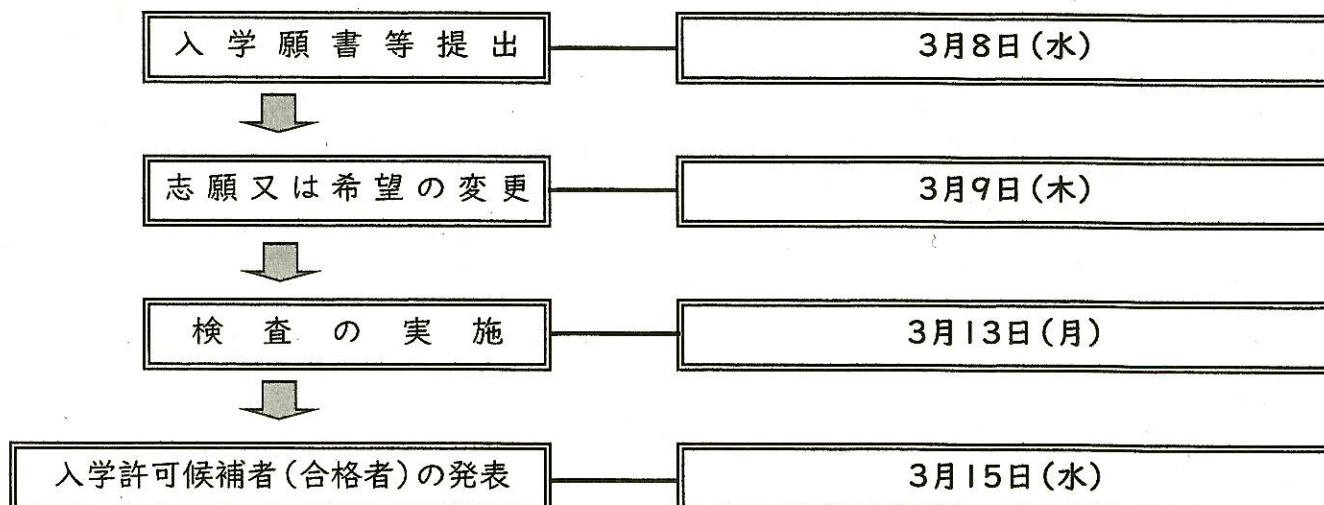 入学願書等提出
3月8日(水)
志願又は希望の変更
3月9日(木)
検査の実施
3月13日(月)
入学許可候補者(合格者)の発表
3月15日(水)